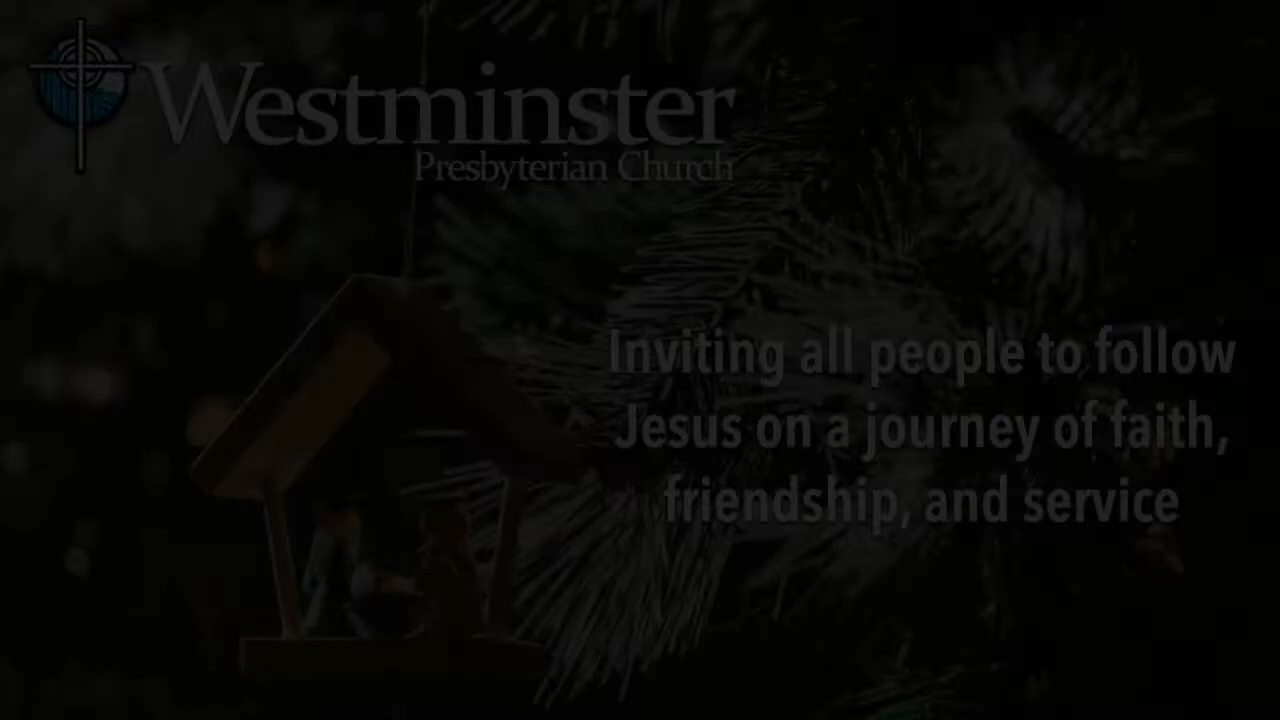 Westminster
Presbyterian Church
Inviting all people to follow
Jesus on a journey of faith,
friendship, and service